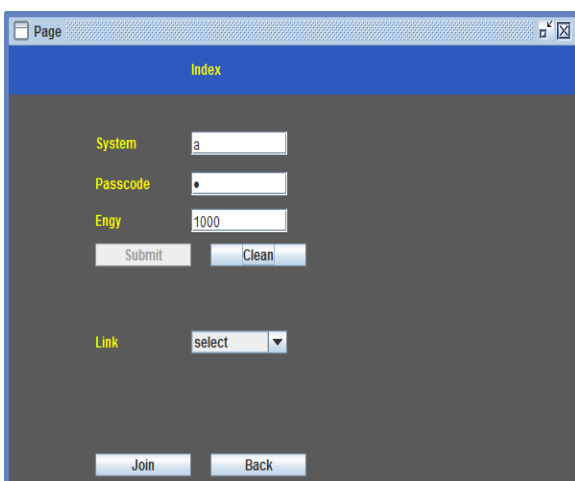 Page
Index
System a
Passcode •
Engy 1000
Submit Clean
Link select
Join Back